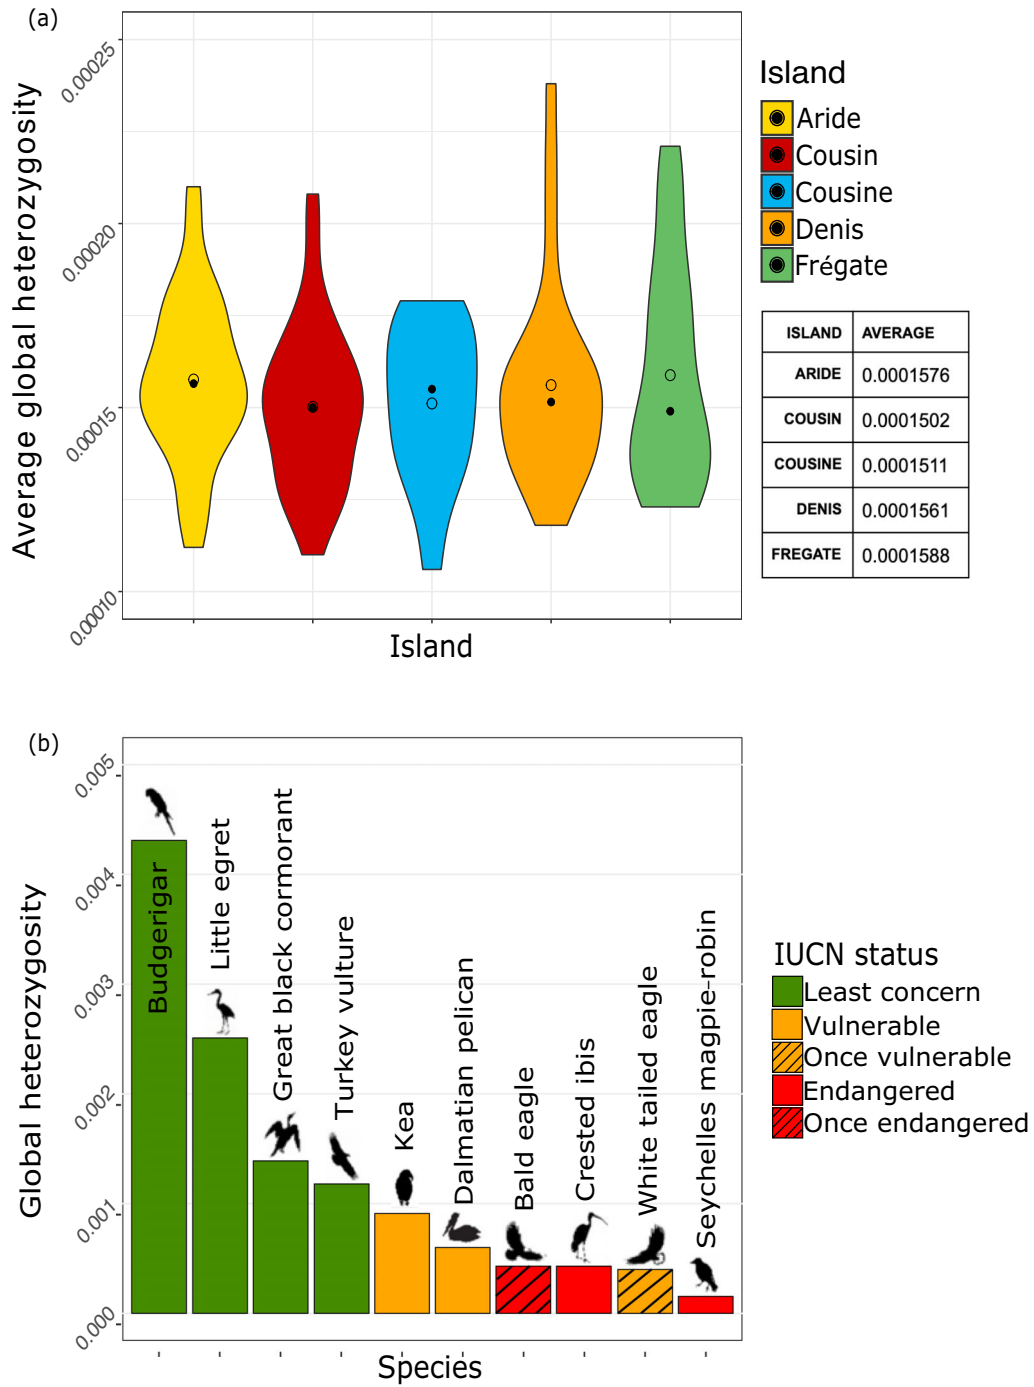 (a)
Average global heterozygosity
0.00025
0.00020
0.00015
0.00010
Island
Island
Aride
Cousin
Cousine
Denis
Frégate
ISLAND AVERAGE
ARIDE 0.0001576
COUSIN 0.0001502
COUSINE 0.0001511
DENIS 0.0001561
FREGATE 0.0001588
(b)
Global heterozygosity
0.005
0.004
0.003
0.002
0.001
0.000
Budgerigar
Little egret
Great black cormorant
Turkey vulture
Kea
Dalmatian pelican
Bald eagle
Crested ibis
White tailed eagle
Seychelles magpie-robin
Species
IUCN status
Least concern
Vulnerable
Once vulnerable
Endangered
Once endangered